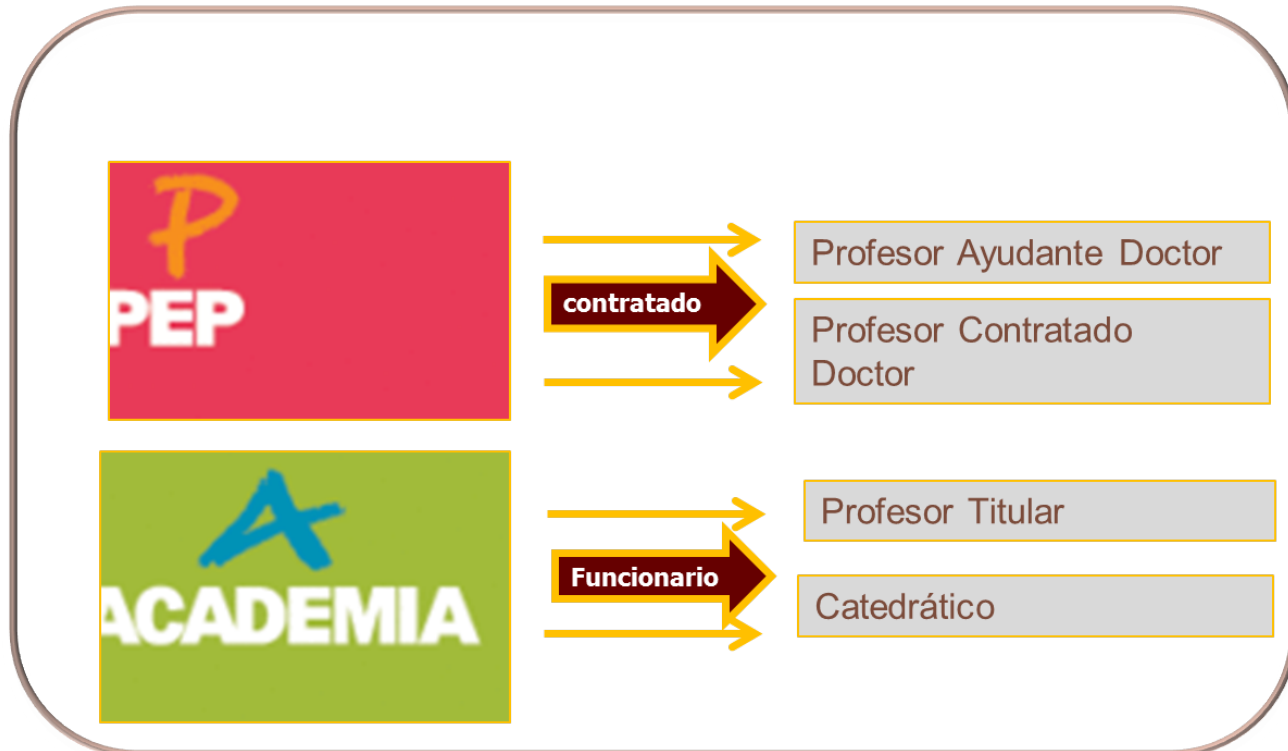 P
PEP
contratado
Profesor Ayudante Doctor
Profesor Contratado
Doctor
A
ACADEMIA
Funcionario
Profesor Titular
Catedrático